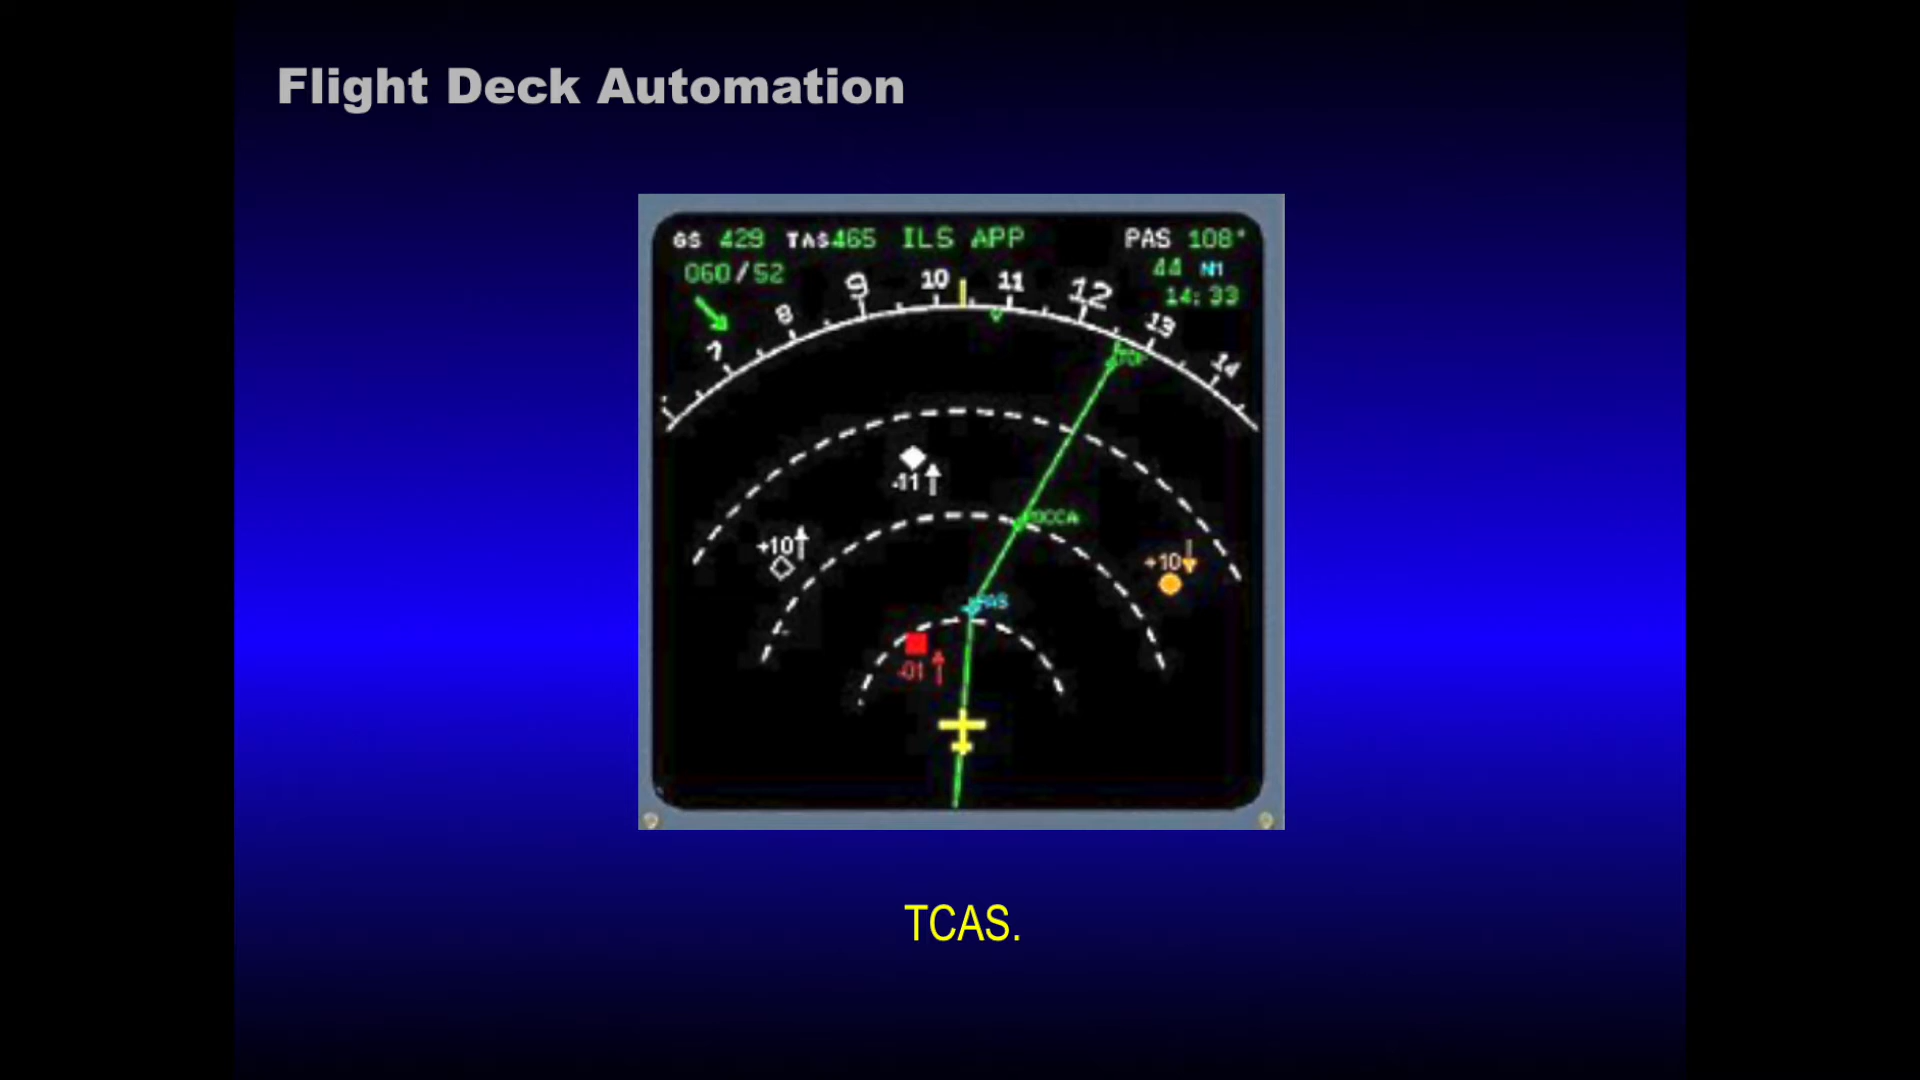 Flight Deck Automation
GS 429 TAS465 ILS APP PAS 108°
060/52 44 NM
14:33
7 8 9 10 11 12 13 14
-11
+10
+10
-01
TCAS.